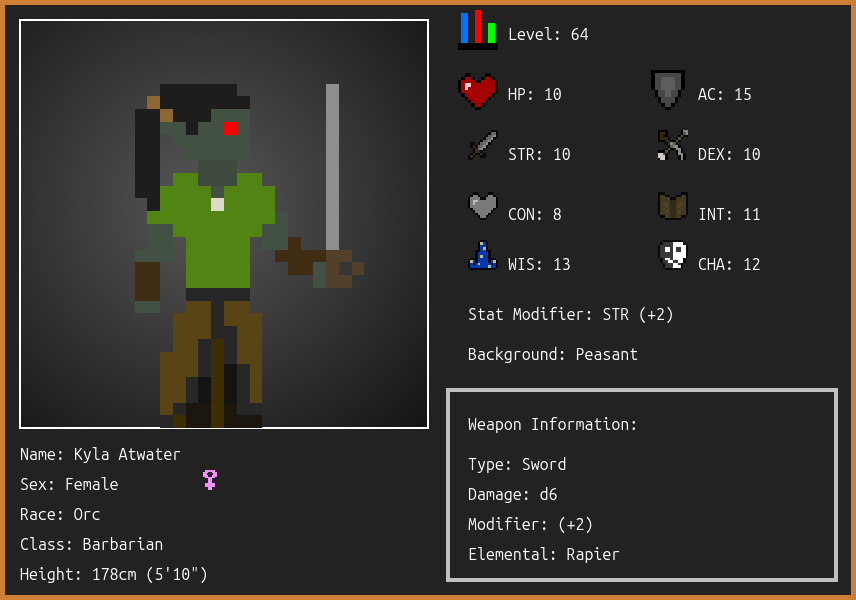 Level: 64
HP: 10
AC: 15
STR: 10
DEX: 10
CON: 8
INT: 11
WIS: 13
CHA: 12
Stat Modifier: STR (+2)
Background: Peasant
Weapon Information:
Type: Sword
Damage: d6
Modifier: (+2)
Elemental: Rapier
Name: Kyla Atwater
Sex: Female
Race: Orc
Class: Barbarian
Height: 178cm (5'10")